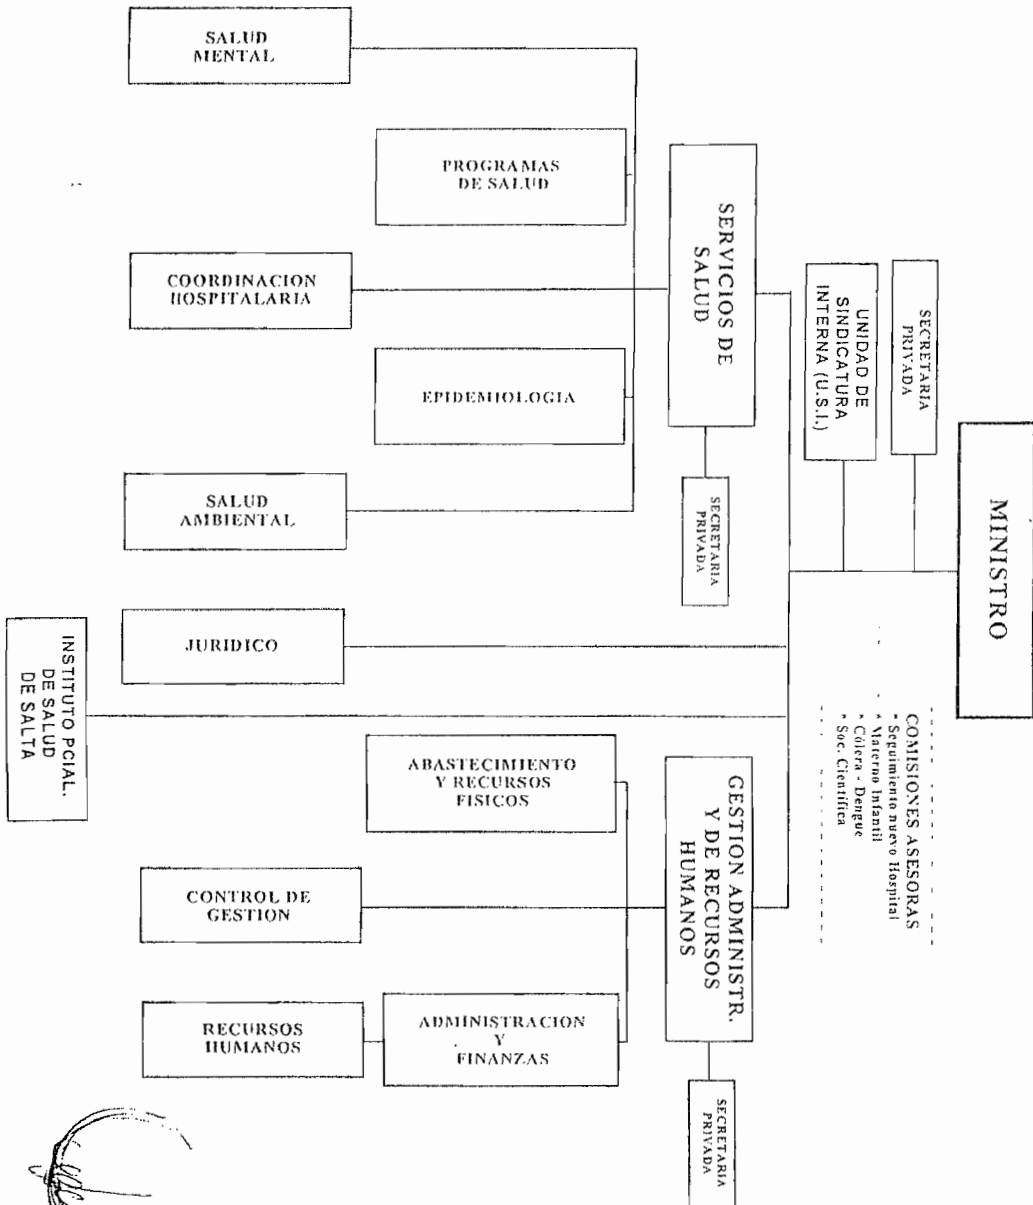 MINISTRO
SECRETARIA
PRIVADA
UNIDAD DE
SINDICATURA
INTERNA (U.S.I.)
COMISIONES ASESORAS
* Seguimiento nuevo Hospital
* Materno Infantil
* Cólera - Dengue
* Soc. Científica
SERVICIOS DE
SALUD
SECRETARIA
PRIVADA
GESTION ADMINISTR.
Y DE RECURSOS
HUMANOS
SECRETARIA
PRIVADA
SALUD
MENTAL
PROGRAMAS
DE SALUD
COORDINACION
HOSPITALARIA
EPIDEMIOLOGIA
SALUD
AMBIENTAL
JURIDICO
INSTITUTO PCIAL.
DE SALUD
DE SALTA
ABASTECIMIENTO
Y RECURSOS
FISICOS
CONTROL DE
GESTION
ADMINISTRACION
Y
FINANZAS
RECURSOS
HUMANOS